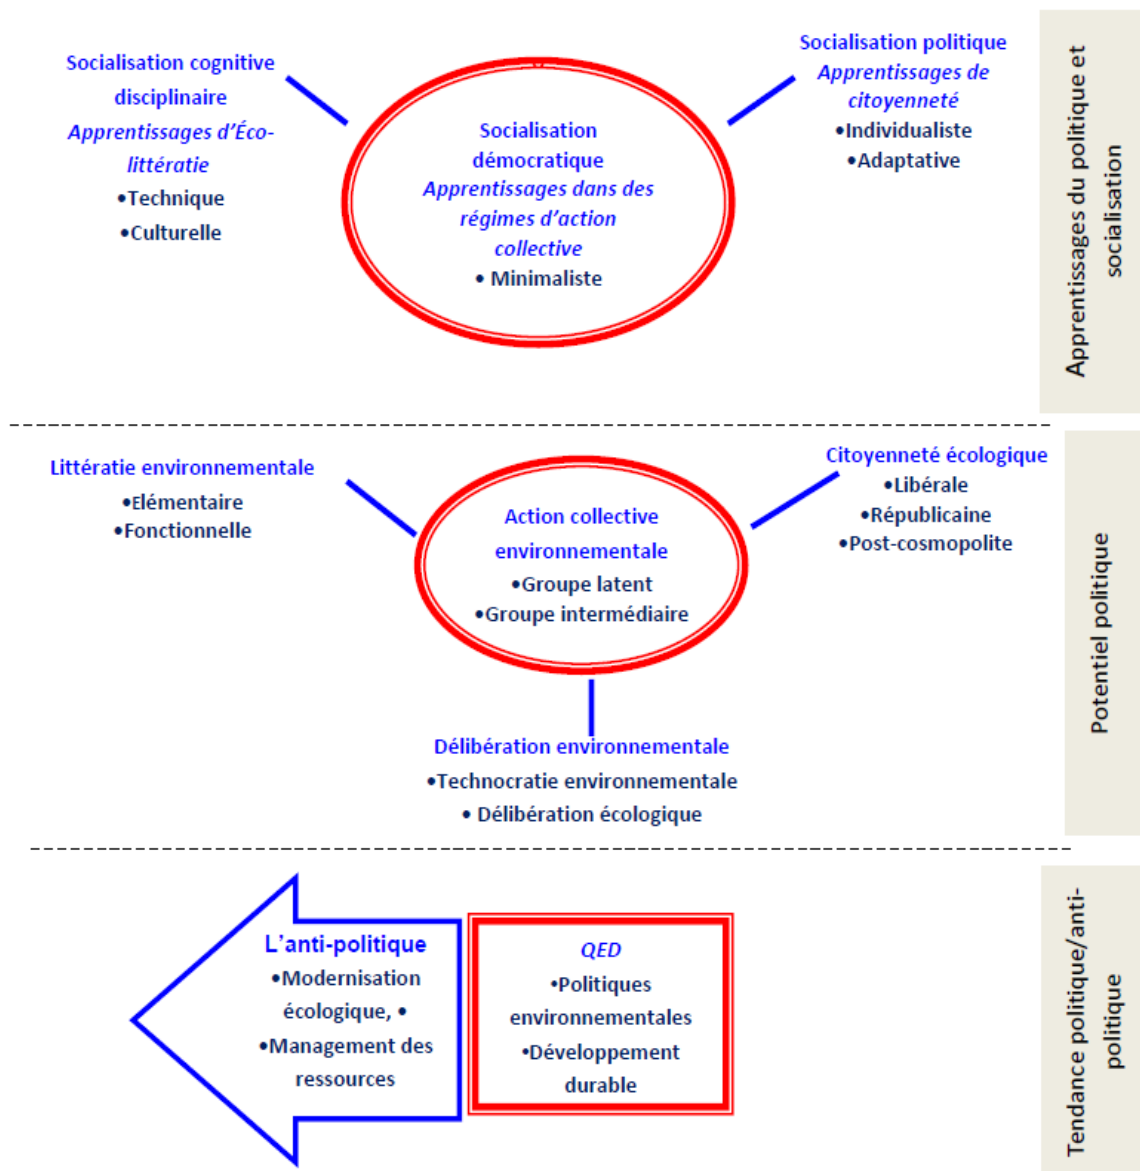 Socialisation cognitive
disciplinaire
Apprentissages d'Éco-
littératie
•Technique
•Culturelle
Socialisation
démocratique
Apprentissages dans des
régimes d'action
collective
• Minimaliste
Socialisation politique
Apprentissages de
citoyenneté
•Individualiste
•Adaptative
Apprentissages du politique et
socialisation
Littératie environnementale
•Elémentaire
•Fonctionnelle
Action collective
environnementale
•Groupe latent
•Groupe intermédiaire
Citoyenneté écologique
•Libérale
•Républicaine
•Post-cosmopolite
Délibération environnementale
•Technocratie environnementale
• Délibération écologique
Potentiel politique
L'anti-politique
•Modernisation
écologique, •
•Management des
ressources
QED
•Politiques
environnementales
•Développement
durable
Tendance politique/anti-
politique